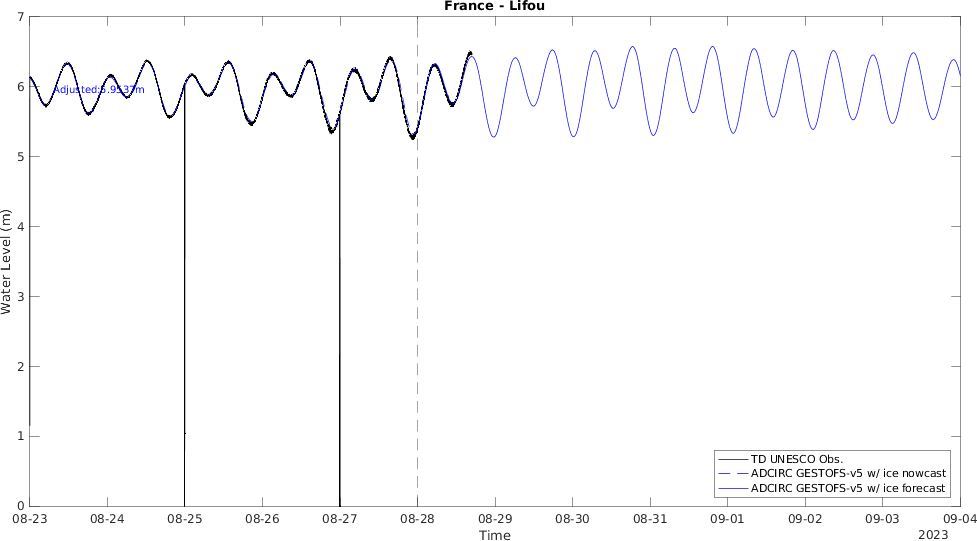 France - Lifou
7
6
5
4
3
2
1
0
Water Level (m)
Adjusted:5.9537m
TD UNESCO Obs.
ADCIRC GESTOFS-v5 w/ ice nowcast
ADCIRC GESTOFS-v5 w/ ice forecast
08-23 08-24 08-25 08-26 08-27 08-28 08-29 08-30 08-31 09-01 09-02 09-03 09-04
Time
2023